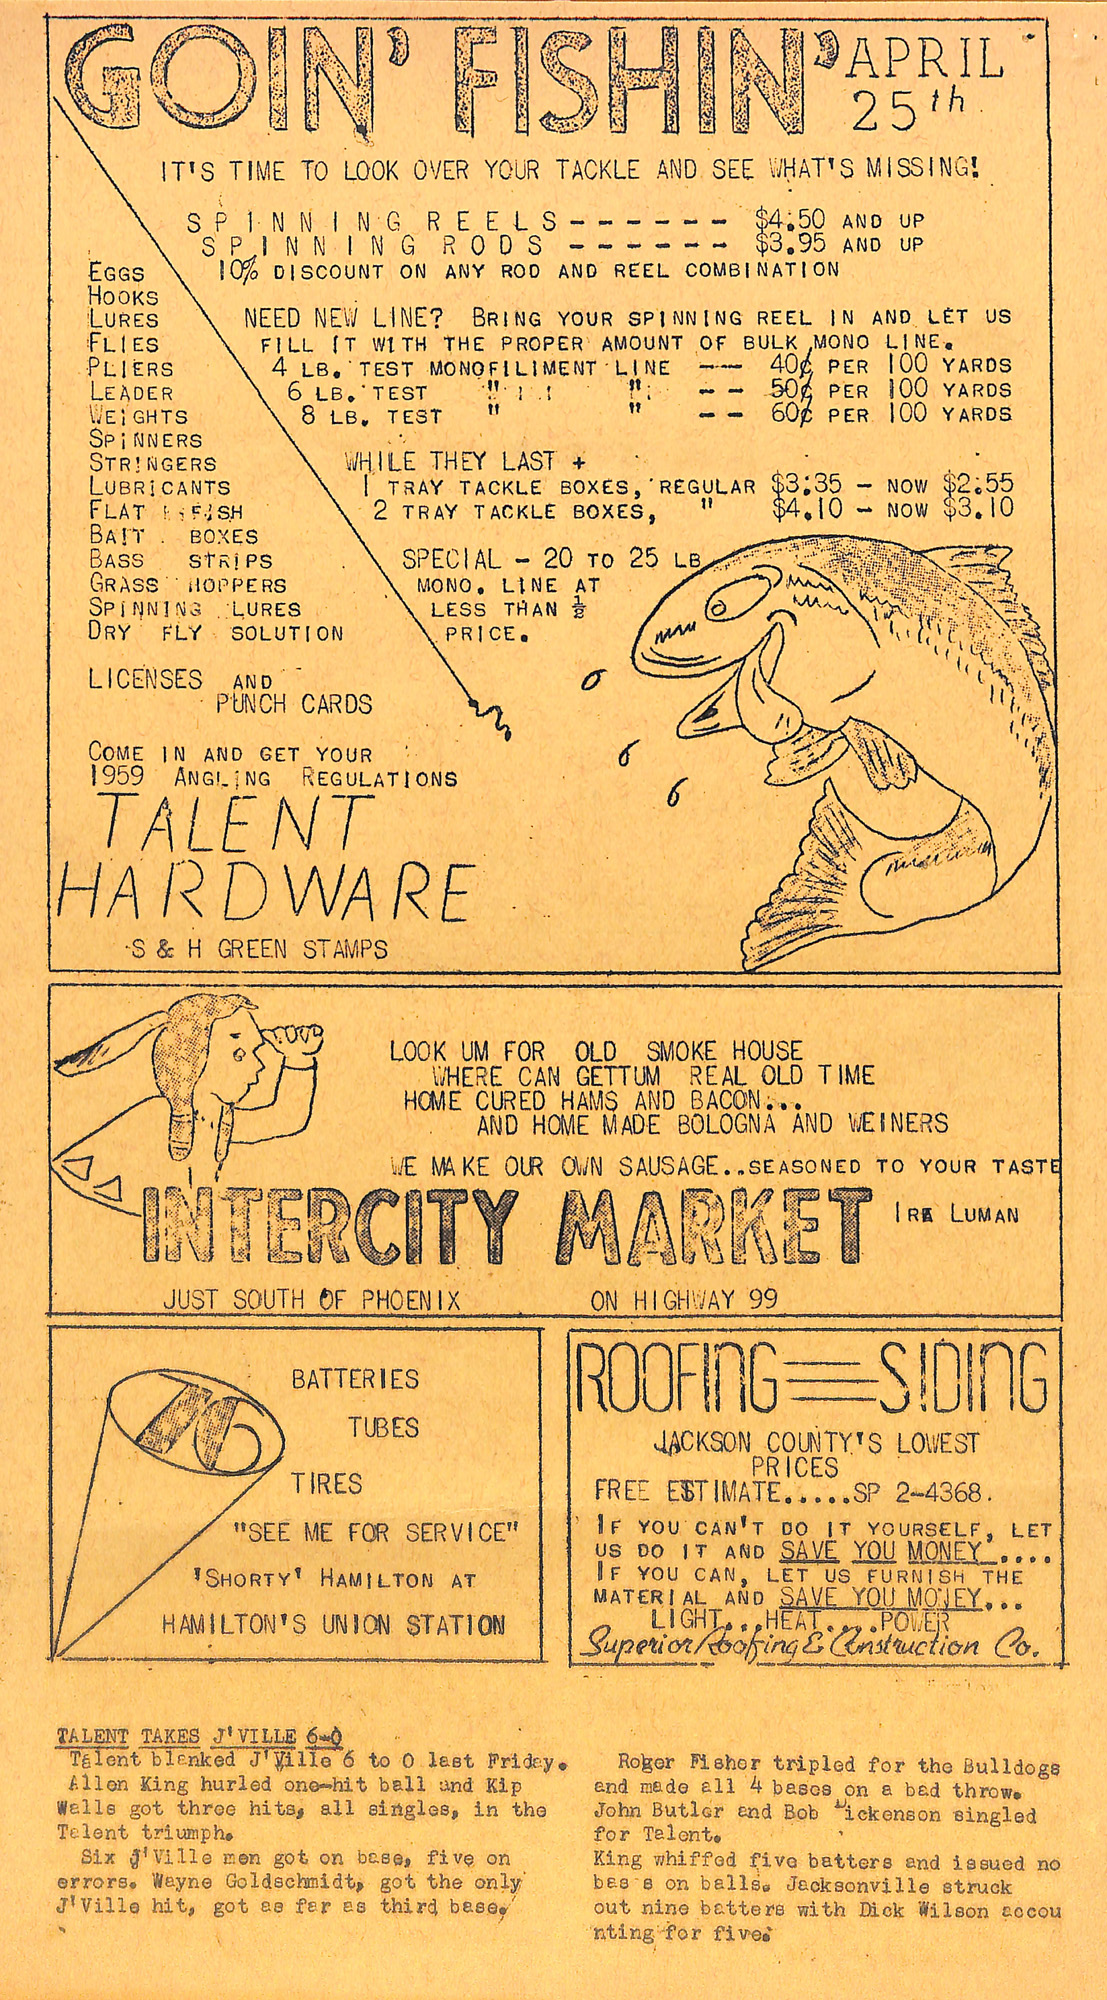 GOIN' FISHIN' APRIL
25th
IT'S TIME TO LOOK OVER YOUR TACKLE AND SEE WHAT'S MISSING!
SPINNING REELS------ $4.50 AND UP
SPINNING RODS ------ $3.95 AND UP
10% DISCOUNT ON ANY ROD AND REEL COMBINATION
EGGS
HOOKS
LURES
FLIES
PLIERS
LEADER
WEIGHTS
SPINNERS
STRINGERS
LUBRICANTS
FLAT FISH
BAIT BOXES
BASS STRIPS
GRASS HOPPERS
SPINNING LURES
DRY FLY SOLUTION
NEED NEW LINE? BRING YOUR SPINNING REEL IN AND LET US
FILL IT WITH THE PROPER AMOUNT OF BULK MONO LINE.
4 LB. TEST MONOFILIMENT LINE --- 40¢ PER 100 YARDS
6 LB. TEST " " -- 50¢ PER 100 YARDS
8 LB. TEST " " -- 60¢ PER 100 YARDS
WHILE THEY LAST +
1 TRAY TACKLE BOXES, REGULAR $3.35 - NOW $2.55
2 TRAY TACKLE BOXES, " $4.10 - NOW $3.10
SPECIAL - 20 TO 25 LB
MONO. LINE AT
LESS THAN ½
PRICE.
LICENSES AND
PUNCH CARDS
COME IN AND GET YOUR
1959 ANGLING REGULATIONS
TALENT
HARDWARE
S & H GREEN STAMPS
LOOK UM FOR OLD SMOKE HOUSE
WHERE CAN GETTUM REAL OLD TIME
HOME CURED HAMS AND BACON...
AND HOME MADE BOLOGNA AND WEINERS
WE MAKE OUR OWN SAUSAGE..SEASONED TO YOUR TASTE
INTERCITY MARKET IRA LUMAN
JUST SOUTH OF PHOENIX ON HIGHWAY 99
76
BATTERIES
TUBES
TIRES
"SEE ME FOR SERVICE"
'SHORTY' HAMILTON AT
HAMILTON'S UNION STATION
ROOFING SIDING
JACKSON COUNTY'S LOWEST
PRICES
FREE ESTIMATE.....SP 2-4368.
IF YOU CAN'T DO IT YOURSELF, LET
US DO IT AND SAVE YOU MONEY....
IF YOU CAN, LET US FURNISH THE
MATERIAL AND SAVE YOU MONEY...
LIGHT...HEAT....POWER
Superior Roofing & Construction Co.
TALENT TAKES J'VILLE 6-0
Talent blanked J'Ville 6 to 0 last Friday.
Allen King hurled one-hit ball and Kip
Walls got three hits, all singles, in the
Talent triumph.
Six J'Ville men got on base, five on
errors. Wayne Goldschmidt, got the only
J'Ville hit, got as far as third base.
Roger Fisher tripled for the Bulldogs
and made all 4 bases on a bad throw.
John Butler and Bob Dickenson singled
for Talent.
King whiffed five batters and issued no
bas s on balls. Jacksonville struck
out nine batters with Dick Wilson accou
nting for five.